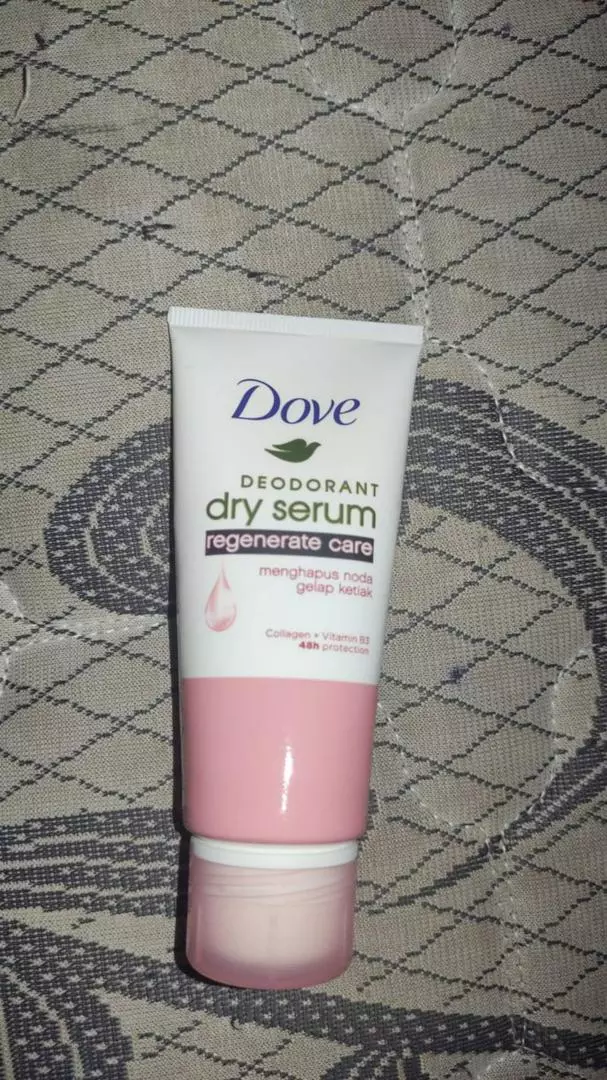 Dove
DEODORANT
dry serum
regenerate care
menghapus noda
gelap ketiak
Collagen + Vitamin B3
48h protection